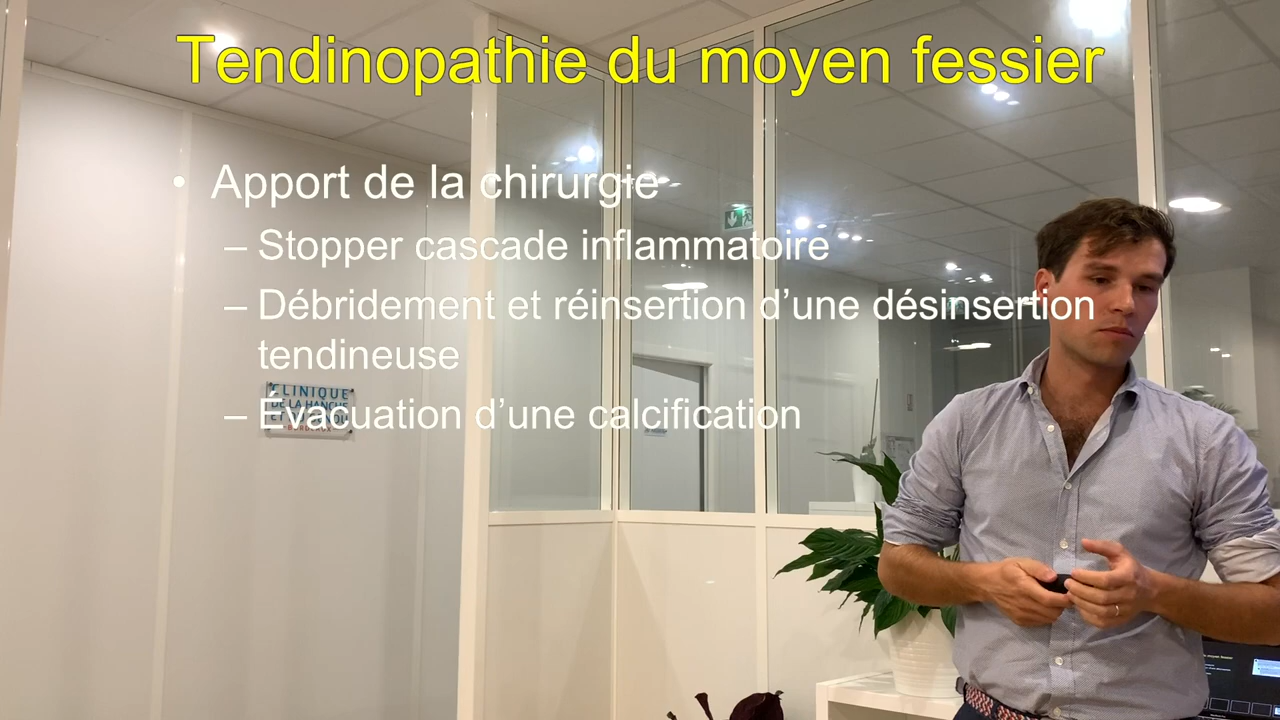 Tendinopathie du moyen fessier
• Apport de la chirurgie
– Stopper cascade inflammatoire
– Débridement et réinsertion d’une désinsertion
tendineuse
– Évacuation d’une calcification
CLINIQUE
DE LA HANCHE
BORDEAUX